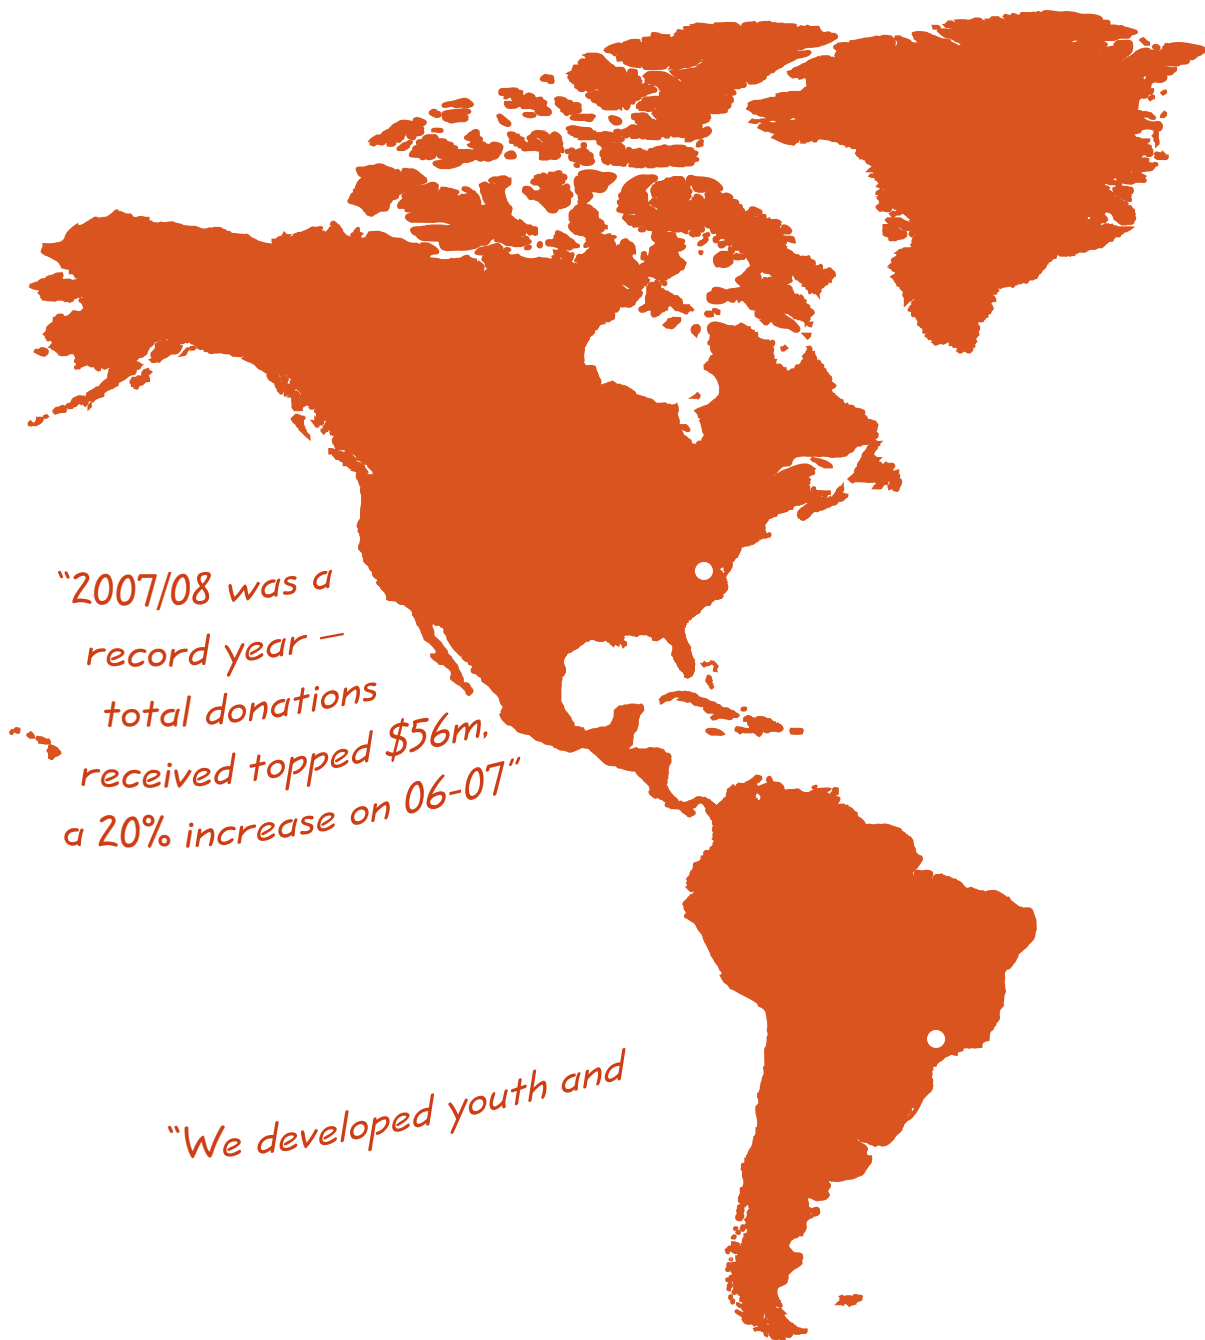 “2007/08 was a
record year –
total donations
received topped $56m,
a 20% increase on 06-07”
“We developed youth and